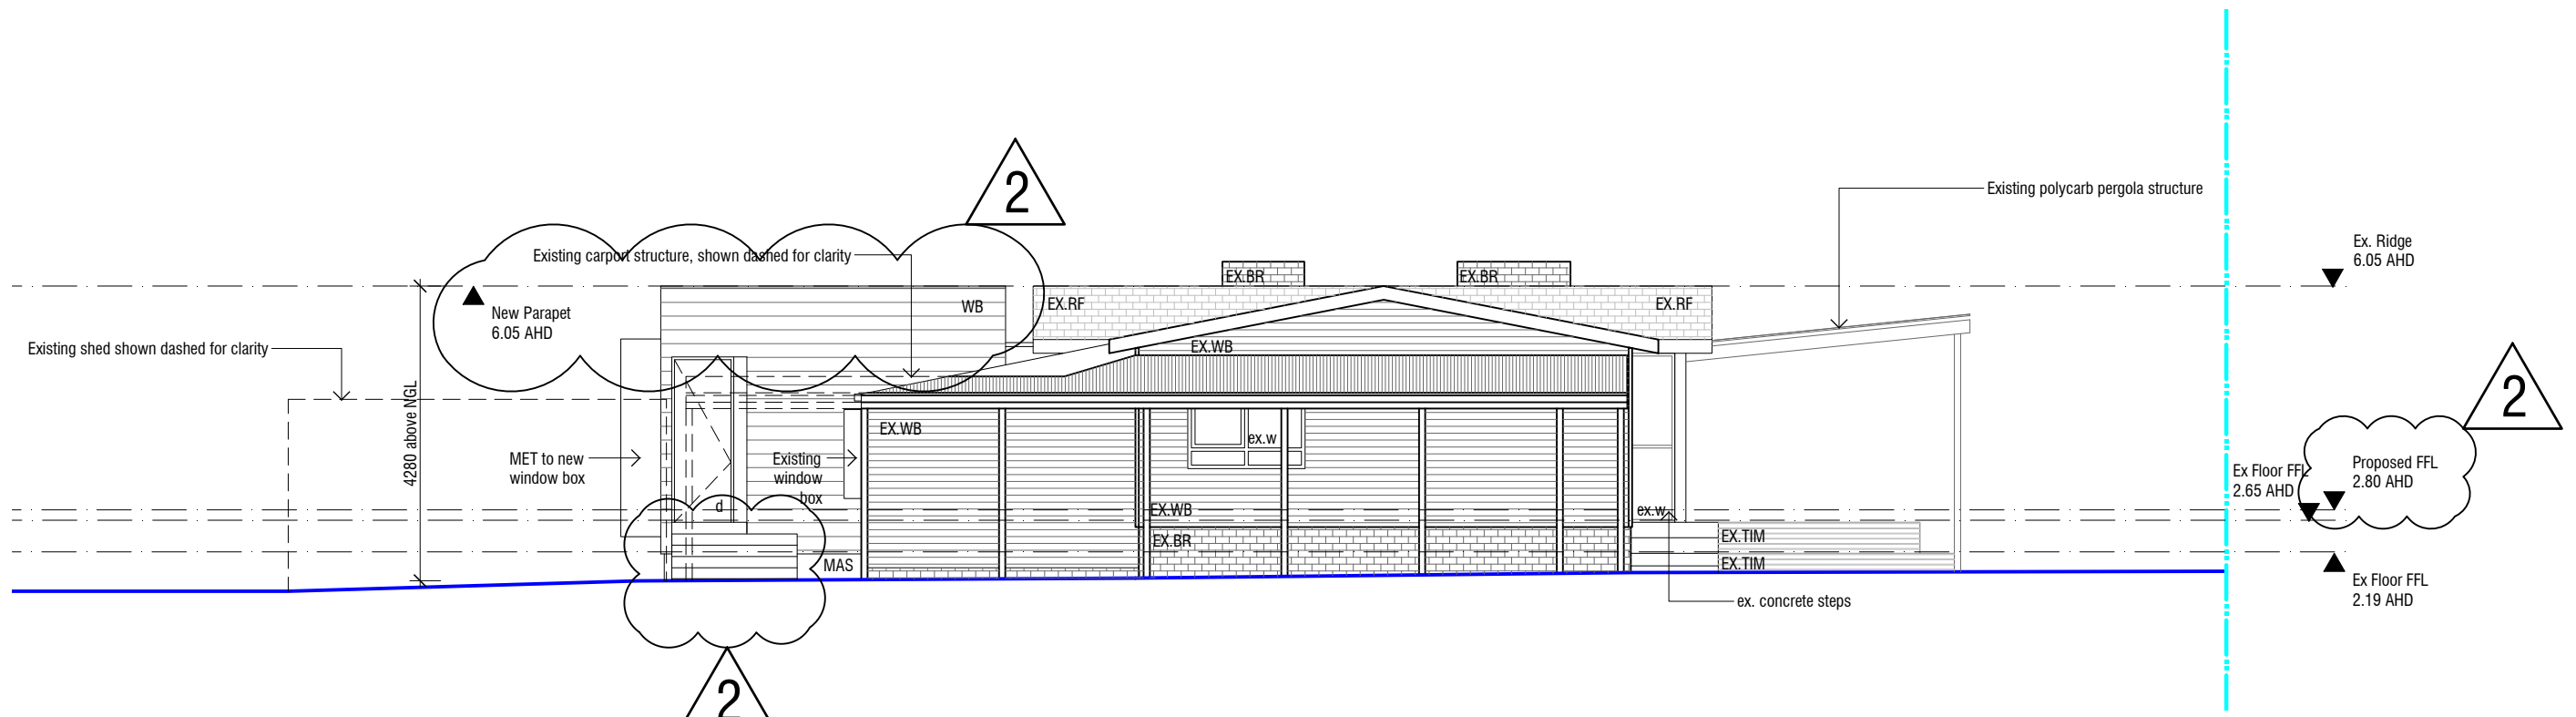 2
Existing polycarb pergola structure
Existing carport structure, shown dashed for clarity
Ex. Ridge
6.05 AHD
EX.BR
EX.BR
WB
EX.RF
EX.RF
New Parapet
6.05 AHD
Existing shed shown dashed for clarity
EX.WB
2
4280 above NGL
EX.WB
ex.w
MET to new
window box
Existing
window
box
Ex Floor FFL
2.65 AHD
Proposed FFL
2.80 AHD
d
EX.WB
ex.w
EX.BR
EX.TIM
MAS
EX.TIM
Ex Floor FFL
2.19 AHD
ex. concrete steps
2